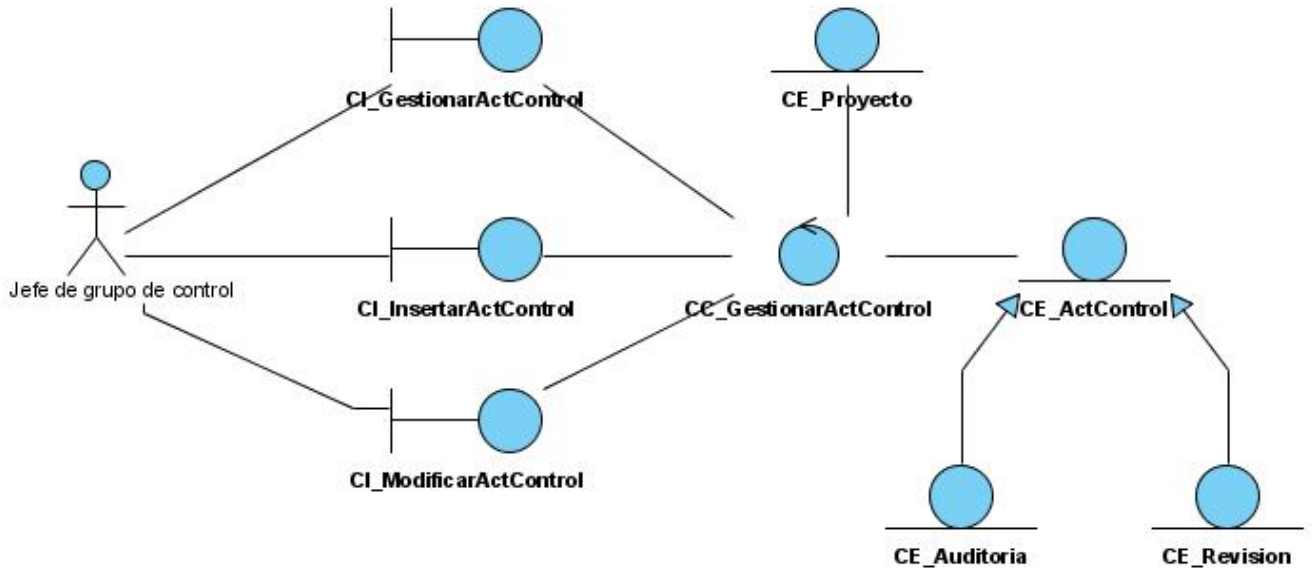 CI_GestionarActControl
CE_Proyecto
Jefe de grupo de control
CI_InsertarActControl
CC_GestionarActControl
CE_ActControl
CI_ModificarActControl
CE_Auditoria
CE_Revision